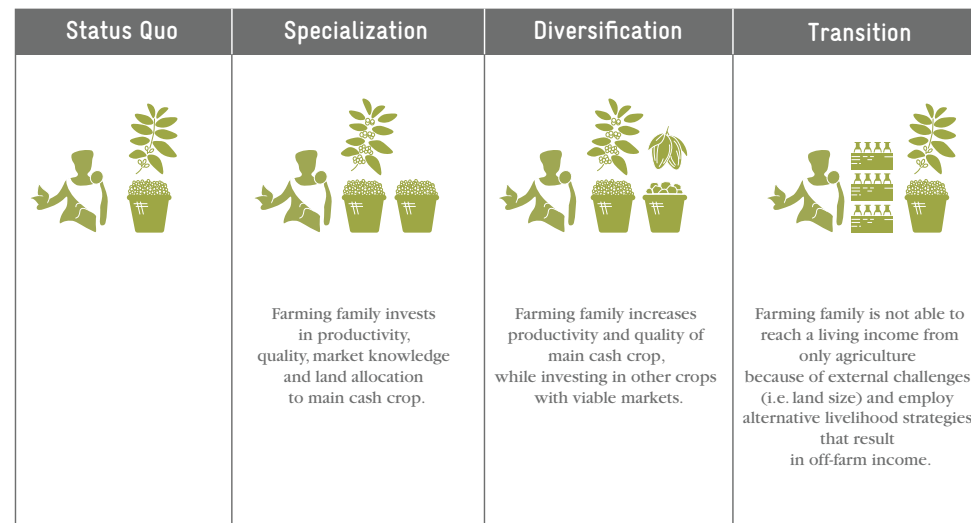 Status Quo
Specialization
Diversification
Transition
Farming family invests
in productivity,
quality, market knowledge
and land allocation
to main cash crop.
Farming family increases
productivity and quality of
main cash crop,
while investing in other crops
with viable markets.
Farming family is not able to
reach a living income from
only agriculture
because of external challenges
(i.e. land size) and employ
alternative livelihood strategies
that result
in off-farm income.